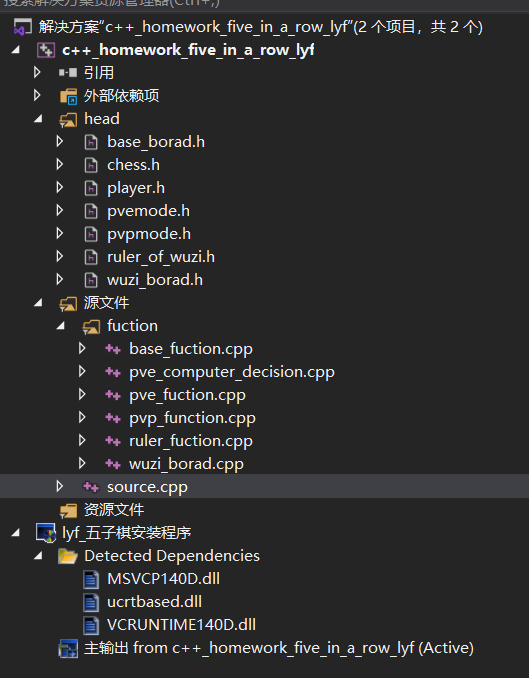 搜索解决方案资源管理器(Ctrl+;)
解决方案"c++_homework_five_in_a_row_lyf"(2 个项目，共 2 个)
c++_homework_five_in_a_row_lyf
引用
外部依赖项
head
base_borad.h
chess.h
player.h
pvemode.h
pvpmode.h
ruler_of_wuzi.h
wuzi_borad.h
源文件
fuction
base_fuction.cpp
pve_computer_decision.cpp
pve_fuction.cpp
pvp_function.cpp
ruler_fuction.cpp
wuzi_borad.cpp
source.cpp
资源文件
lyf_五子棋安装程序
Detected Dependencies
MSVCP140D.dll
ucrtbased.dll
VCRUNTIME140D.dll
主输出 from c++_homework_five_in_a_row_lyf (Active)